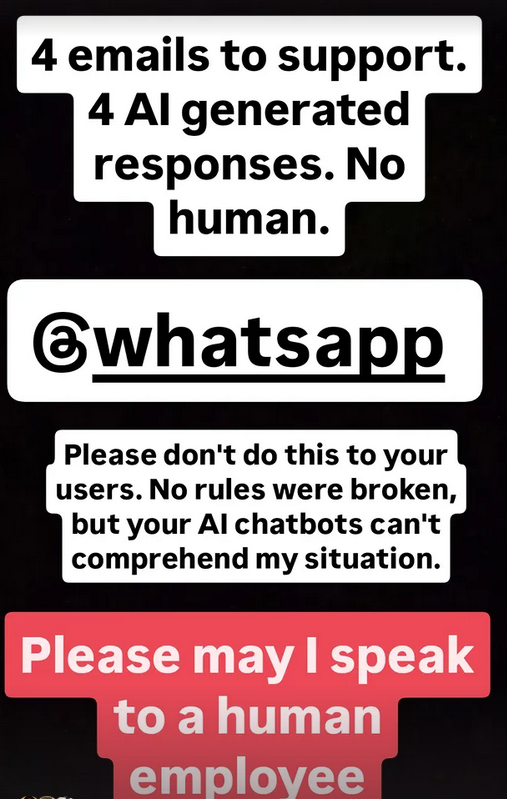 4 emails to support.
4 AI generated
responses. No
human.
@whatsapp
Please don't do this to your
users. No rules were broken,
but your AI chatbots can't
comprehend my situation.
Please may I speak
to a human
employee